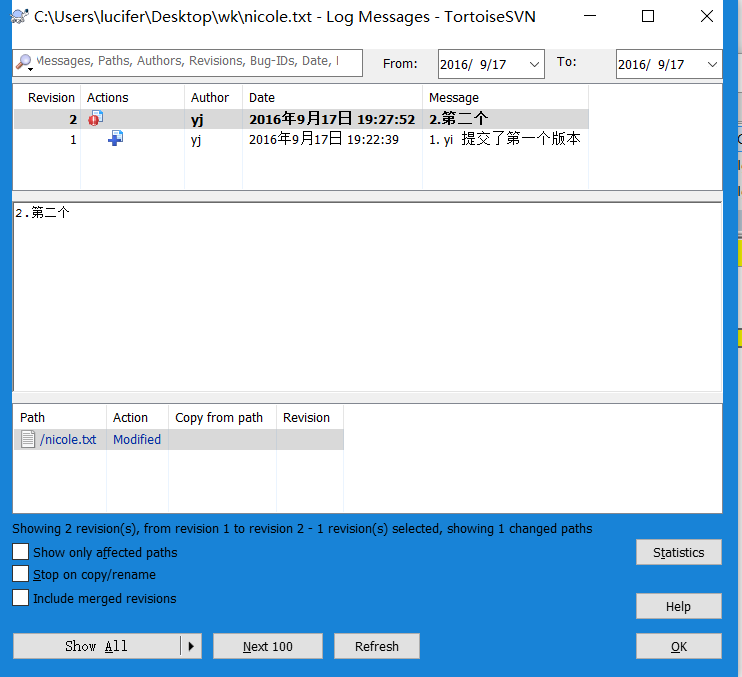 C:\Users\lucifer\Desktop\wk\nicole.txt - Log Messages - TortoiseSVN
Messages, Paths, Authors, Revisions, Bug-IDs, Date, From: 2016/ 9/17 To: 2016/ 9/17
Revision Actions Author Date Message
2 yj 2016年9月17日 19:27:52 2.第二个
1 yj 2016年9月17日 19:22:39 1. yi 提交了第一个版本
2.第二个
Path Action Copy from path Revision
/nicole.txt Modified
Showing 2 revision(s), from revision 1 to revision 2 - 1 revision(s) selected, showing 1 changed paths
Show only affected paths
Statistics
Stop on copy/rename
Include merged revisions
Help
Show All Next 100 Refresh OK